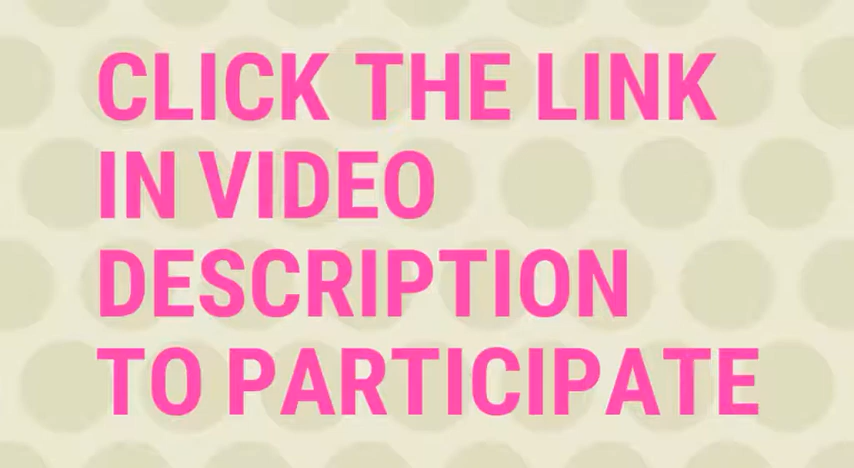 CLICK THE LINK
IN VIDEO
DESCRIPTION
TO PARTICIPATE